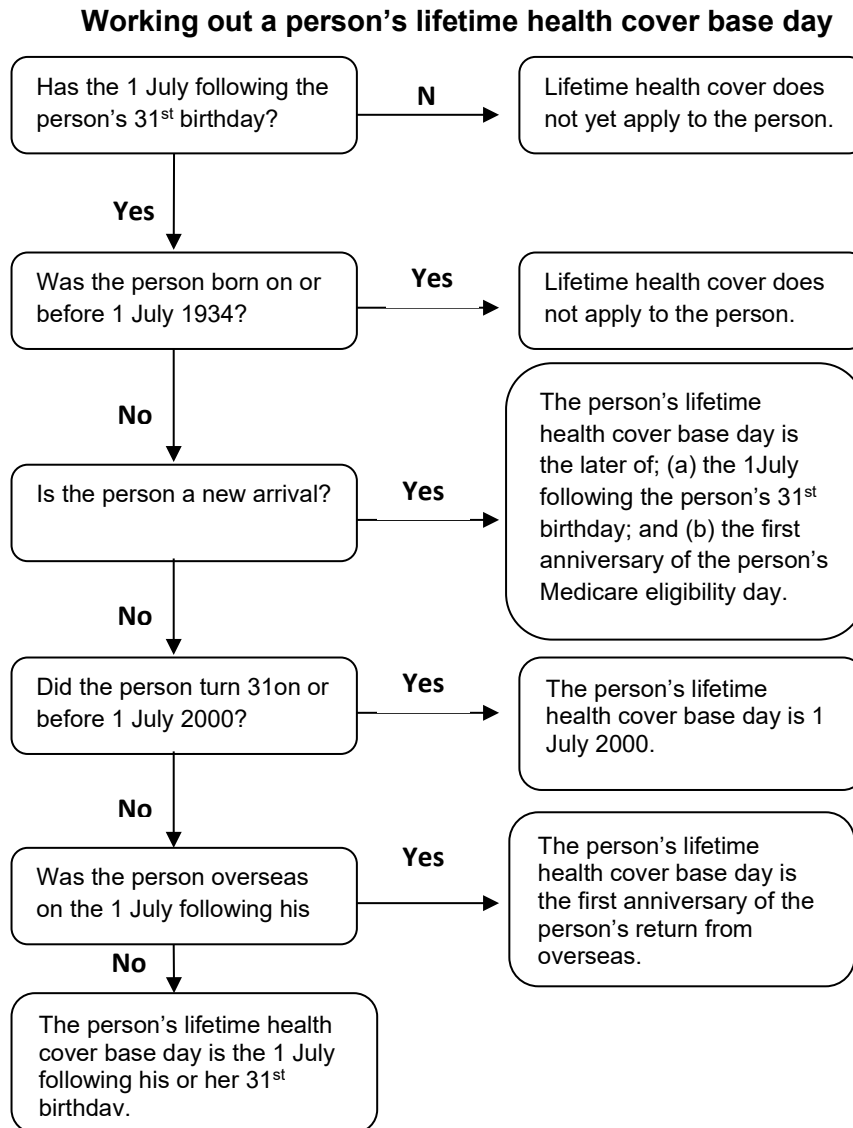 Working out a person’s lifetime health cover base day
Has the 1 July following the
person’s 31st birthday?
N
Lifetime health cover does
not yet apply to the person.
Yes
Was the person born on or
before 1 July 1934?
Yes
Lifetime health cover does
not apply to the person.
No
Is the person a new arrival?
Yes
The person’s lifetime
health cover base day is
the later of; (a) the 1July
following the person’s 31st
birthday; and (b) the first
anniversary of the person’s
Medicare eligibility day.
No
Did the person turn 31on or
before 1 July 2000?
Yes
The person’s lifetime
health cover base day is 1
July 2000.
No
Was the person overseas
on the 1 July following his
Yes
The person’s lifetime
health cover base day is
the first anniversary of the
person’s return from
overseas.
No
The person’s lifetime health
cover base day is the 1 July
following his or her 31st
birthday.